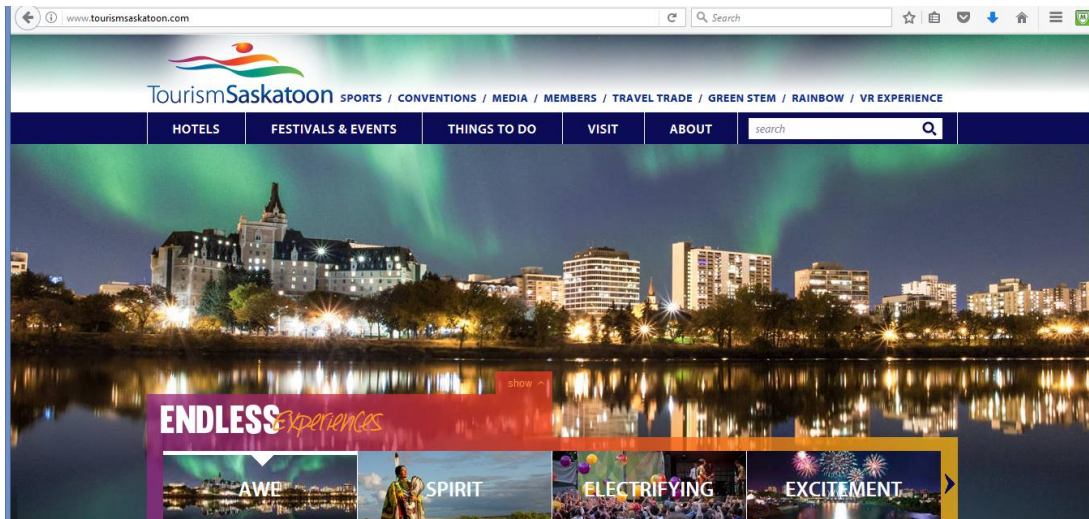 www.tourismsaskatoon.com
Search
TourismSaskatoon
SPORTS / CONVENTIONS / MEDIA / MEMBERS / TRAVEL TRADE / GREEN STEM / RAINBOW / VR EXPERIENCE
HOTELS FESTIVALS & EVENTS THINGS TO DO VISIT ABOUT search
show
ENDLESS Experiences
AWE SPIRIT ELECTRIFYING EXCITEMENT